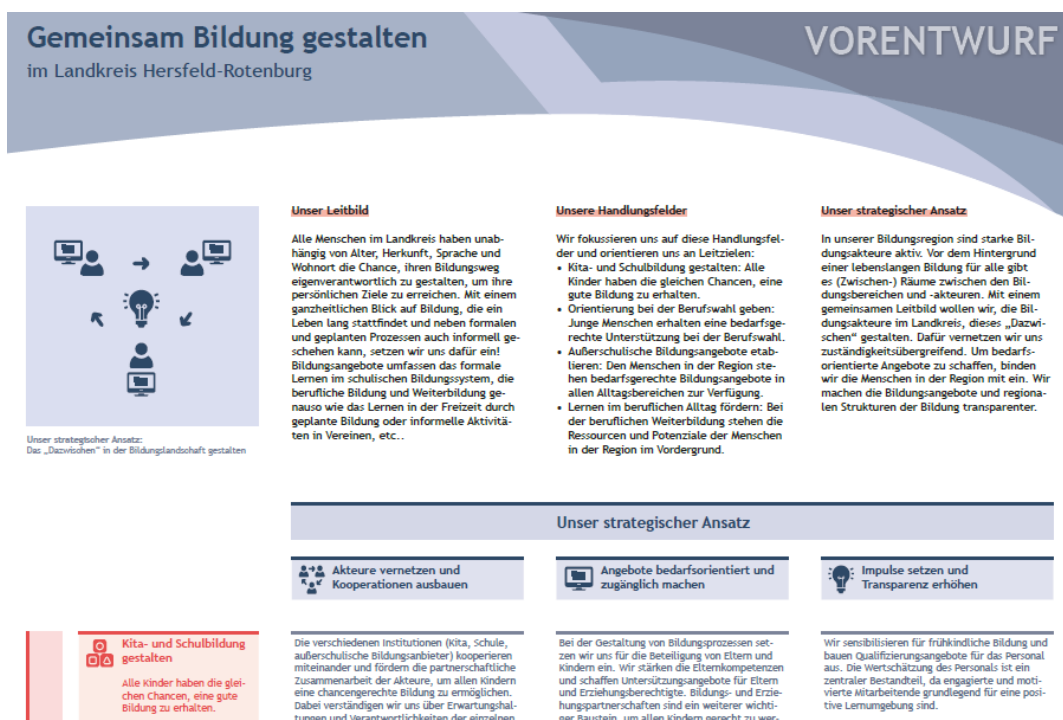 Gemeinsam Bildung gestalten
im Landkreis Hersfeld-Rotenburg
VORENTWURF
Unser strategischer Ansatz:
Das „Dazwischen“ in der Bildungslandschaft gestalten
Unser Leitbild
Alle Menschen im Landkreis haben unab-
hängig von Alter, Herkunft, Sprache und
Wohnort die Chance, ihren Bildungsweg
eigenverantwortlich zu gestalten, um ihre
persönlichen Ziele zu erreichen. Mit einem
ganzheitlichen Blick auf Bildung, die ein
Leben lang stattfindet und neben formalen
und geplanten Prozessen auch informell ge-
schehen kann, setzen wir uns dafür ein!
Bildungsangebote umfassen das formale
Lernen im schulischen Bildungssystem, die
berufliche Bildung und Weiterbildung ge-
nauso wie das Lernen in der Freizeit durch
geplante Bildung oder informelle Aktivitä-
ten in Vereinen, etc..
Unsere Handlungsfelder
Wir fokussieren uns auf diese Handlungsfel-
der und orientieren uns an Leitzielen:
• Kita- und Schulbildung gestalten: Alle
Kinder haben die gleichen Chancen, eine
gute Bildung zu erhalten.
• Orientierung bei der Berufswahl geben:
Junge Menschen erhalten eine bedarfsge-
rechte Unterstützung bei der Berufswahl.
• Außerschulische Bildungsangebote etab-
lieren: Den Menschen in der Region ste-
hen bedarfsgerechte Bildungsangebote in
allen Alltagsbereichen zur Verfügung.
• Lernen im beruflichen Alltag fördern: Bei
der beruflichen Weiterbildung stehen die
Ressourcen und Potenziale der Menschen
in der Region im Vordergrund.
Unser strategischer Ansatz
In unserer Bildungsregion sind starke Bil-
dungsakteure aktiv. Vor dem Hintergrund
einer lebenslangen Bildung für alle gibt
es (Zwischen-) Räume zwischen den Bil-
dungsbereichen und -akteuren. Mit einem
gemeinsamen Leitbild wollen wir, die Bil-
dungsakteure im Landkreis, dieses „Dazwi-
schen“ gestalten. Dafür vernetzen wir uns
zuständigkeitsübergreifend. Um bedarfs-
orientierte Angebote zu schaffen, binden
wir die Menschen in der Region mit ein. Wir
machen die Bildungsangebote und regiona-
len Strukturen der Bildung transparenter.
Unser strategischer Ansatz
Akteure vernetzen und
Kooperationen ausbauen
Angebote bedarfsorientiert und
zugänglich machen
Impulse setzen und
Transparenz erhöhen
Kita- und Schulbildung
gestalten
Alle Kinder haben die glei-
chen Chancen, eine gute
Bildung zu erhalten.
Die verschiedenen Institutionen (Kita, Schule,
außerschulische Bildungsanbieter) kooperieren
miteinander und fördern die partnerschaftliche
Zusammenarbeit der Akteure, um allen Kindern
eine chancengerechte Bildung zu ermöglichen.
Dabei verständigen wir uns über Erwartungshal-
tungen und Verantwortlichkeiten der einzelnen
Bei der Gestaltung von Bildungsprozessen set-
zen wir uns für die Beteiligung von Eltern und
Kindern ein. Wir stärken die Elternkompetenzen
und schaffen Untersützungsangebote für Eltern
und Erziehungsberechtigte. Bildungs- und Erzie-
hungspartnerschaften sind ein weiterer wichti-
ger Baustein, um allen Kindern gerecht zu wer-
Wir sensibilisieren für frühkindliche Bildung und
bauen Qualifizierungsangebote für das Personal
aus. Die Wertschätzung des Personals ist ein
zentraler Bestandteil, da engagierte und moti-
vierte Mitarbeitende grundlegend für eine posi-
tive Lernumgebung sind.